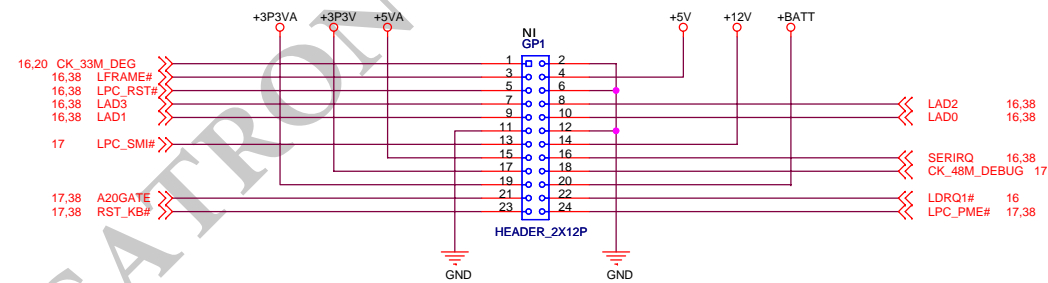 +3P3VA +3P3V +5VA +5V +12V +BATT
NI
GP1
16,20 CK_33M_DEG 1 2
16,38 LFRAME# 3 4
16,38 LPC_RST# 5 6
16,38 LAD3 7 8 LAD2 16,38
16,38 LAD1 9 10 LAD0 16,38
11 12
17 LPC_SMI# 13 14
15 16 SERIRQ 16,38
17 18 CK_48M_DEBUG 17
19 20
17,38 A20GATE 21 22 LDRQ1# 16
17,38 RST_KB# 23 24 LPC_PME# 17,38
HEADER_2X12P
GND GND
ATRON